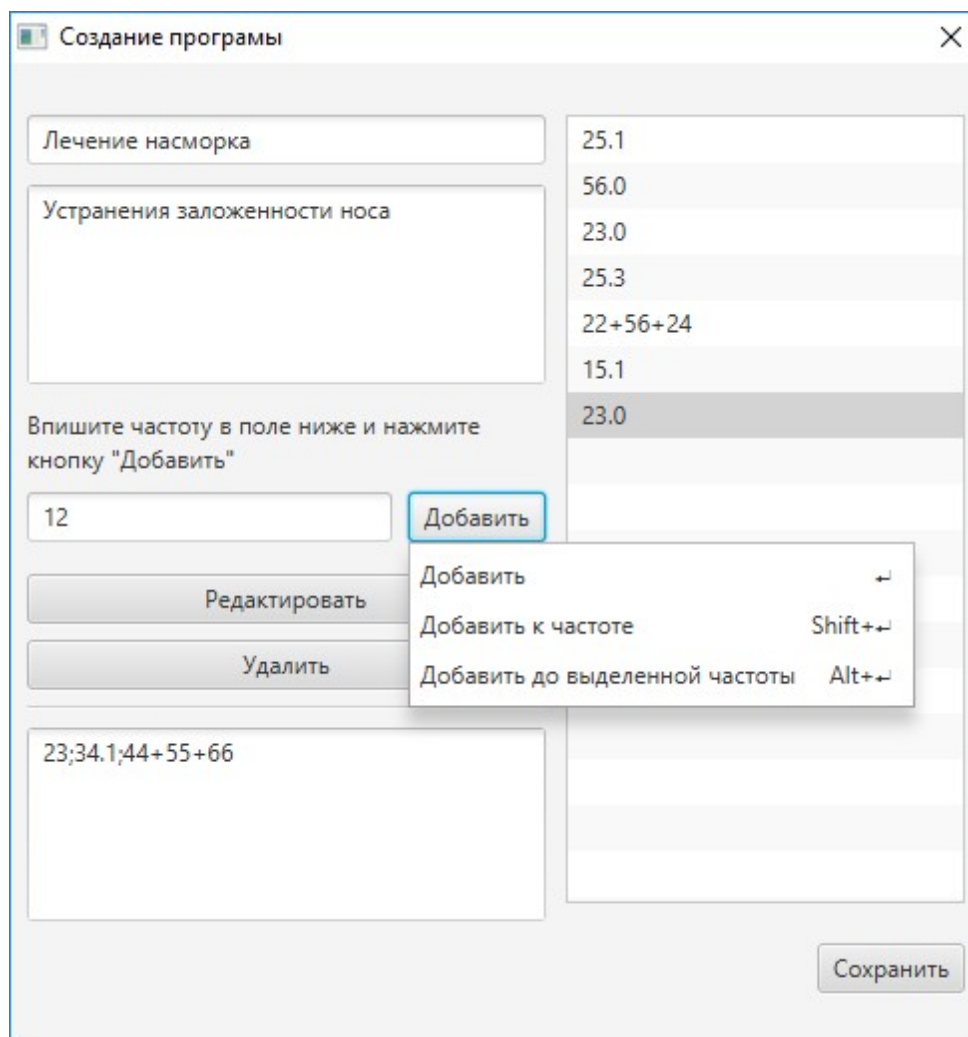 Создание програмы
Лечение насморка
Устранения заложенности носа
Впишите частоту в поле ниже и нажмите
кнопку "Добавить"
12
Добавить
Добавить ↵
Добавить к частоте Shift+↵
Добавить до выделенной частоты Alt+↵
Редактировать
Удалить
23;34.1;44+55+66
25.1
56.0
23.0
25.3
22+56+24
15.1
23.0
Сохранить